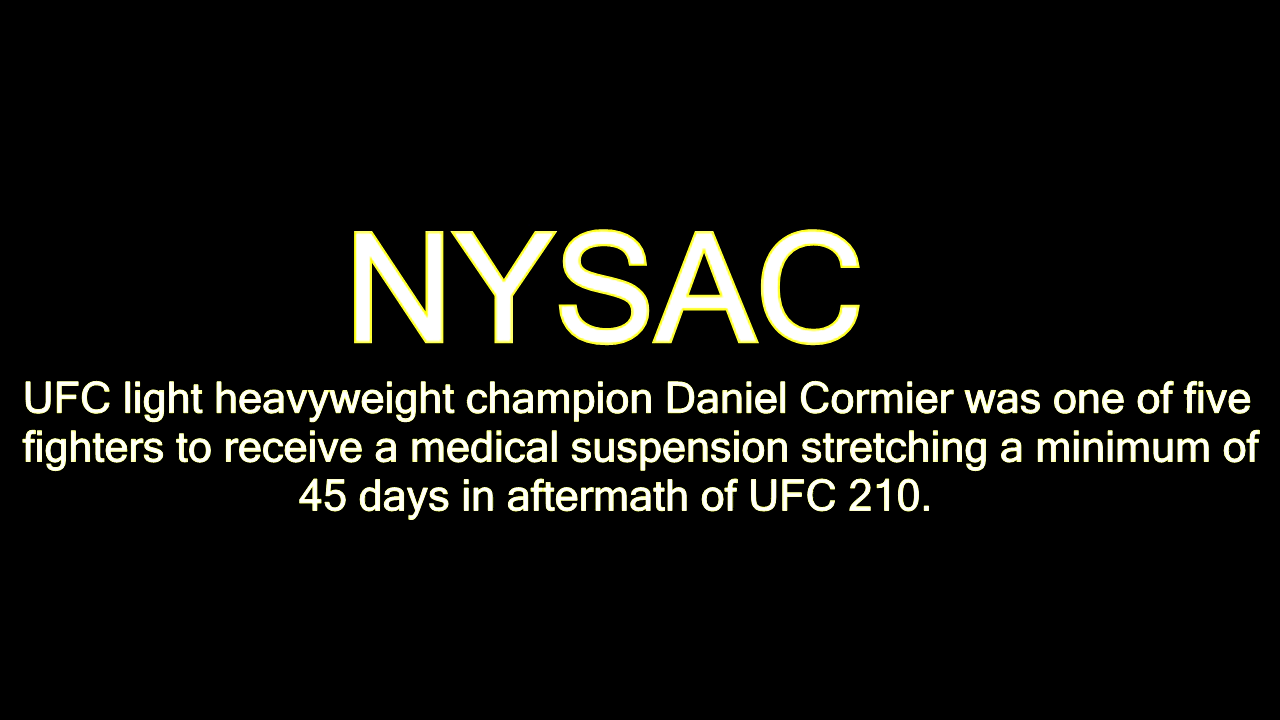 NYSAC
UFC light heavyweight champion Daniel Cormier was one of five
fighters to receive a medical suspension stretching a minimum of
45 days in aftermath of UFC 210.